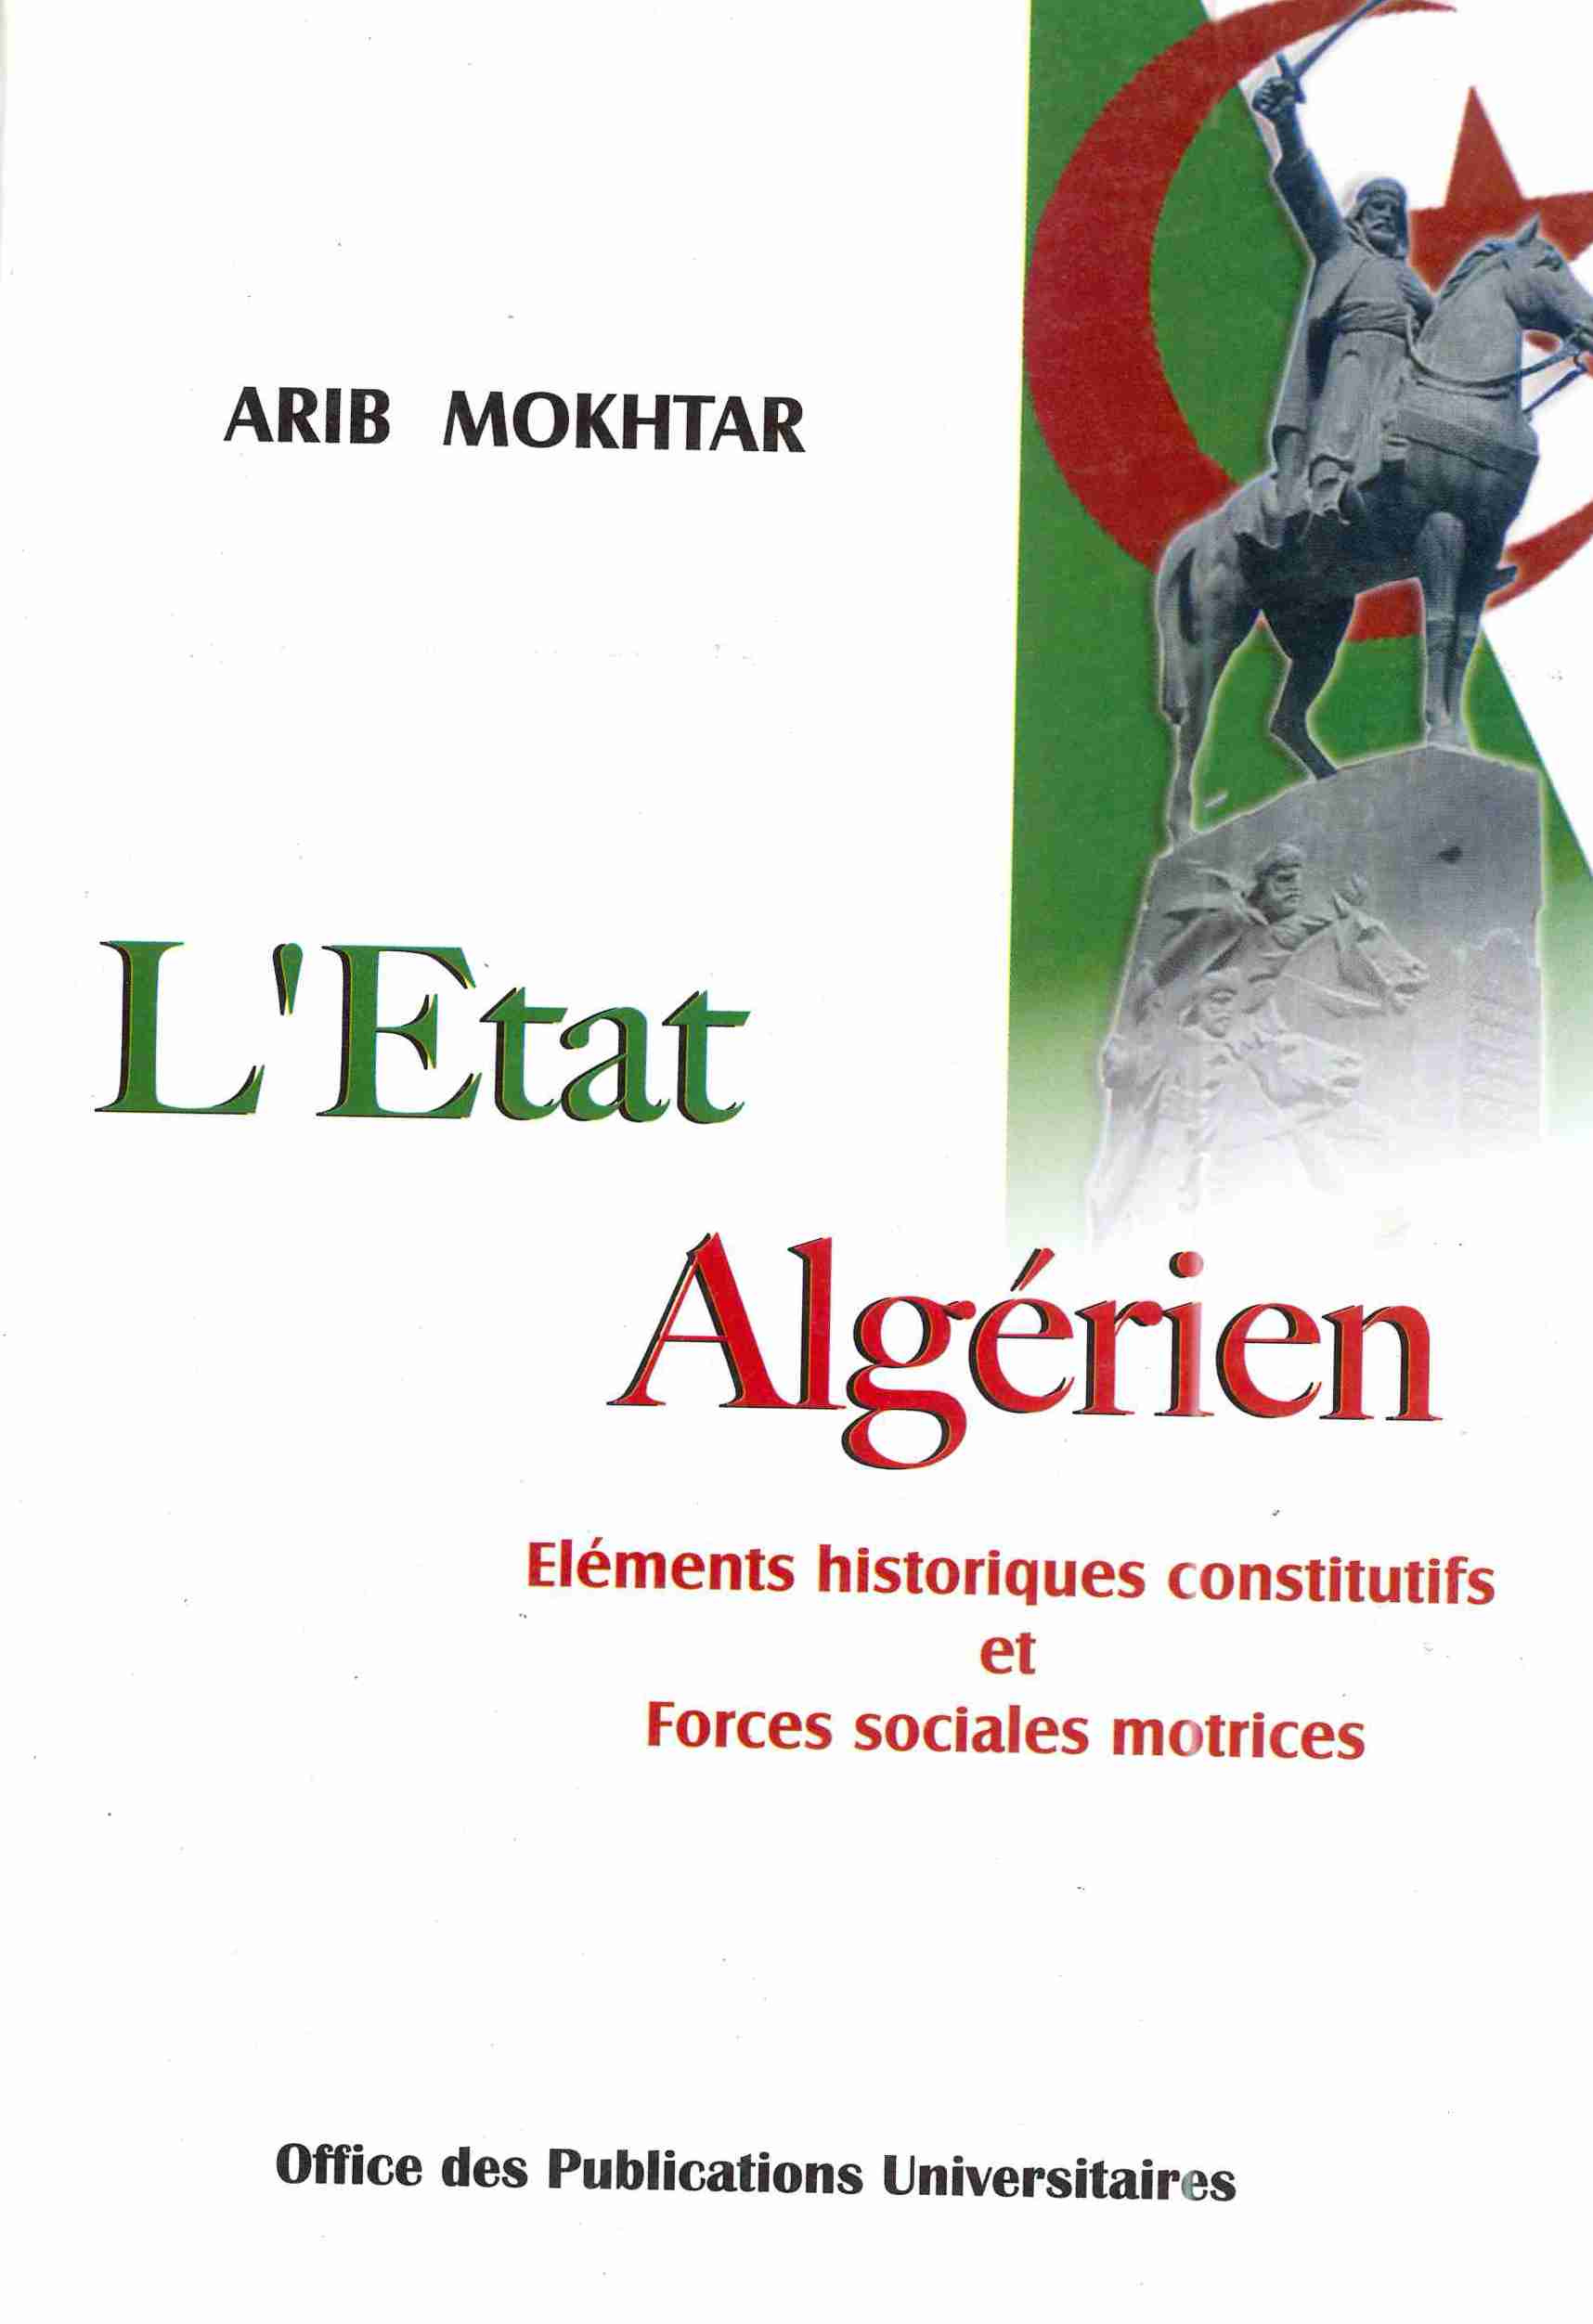 ARIB MOKHTAR
L'Etat
Algérien
Eléments historiques constitutifs
et
Forces sociales motrices
Office des Publications Universitaires